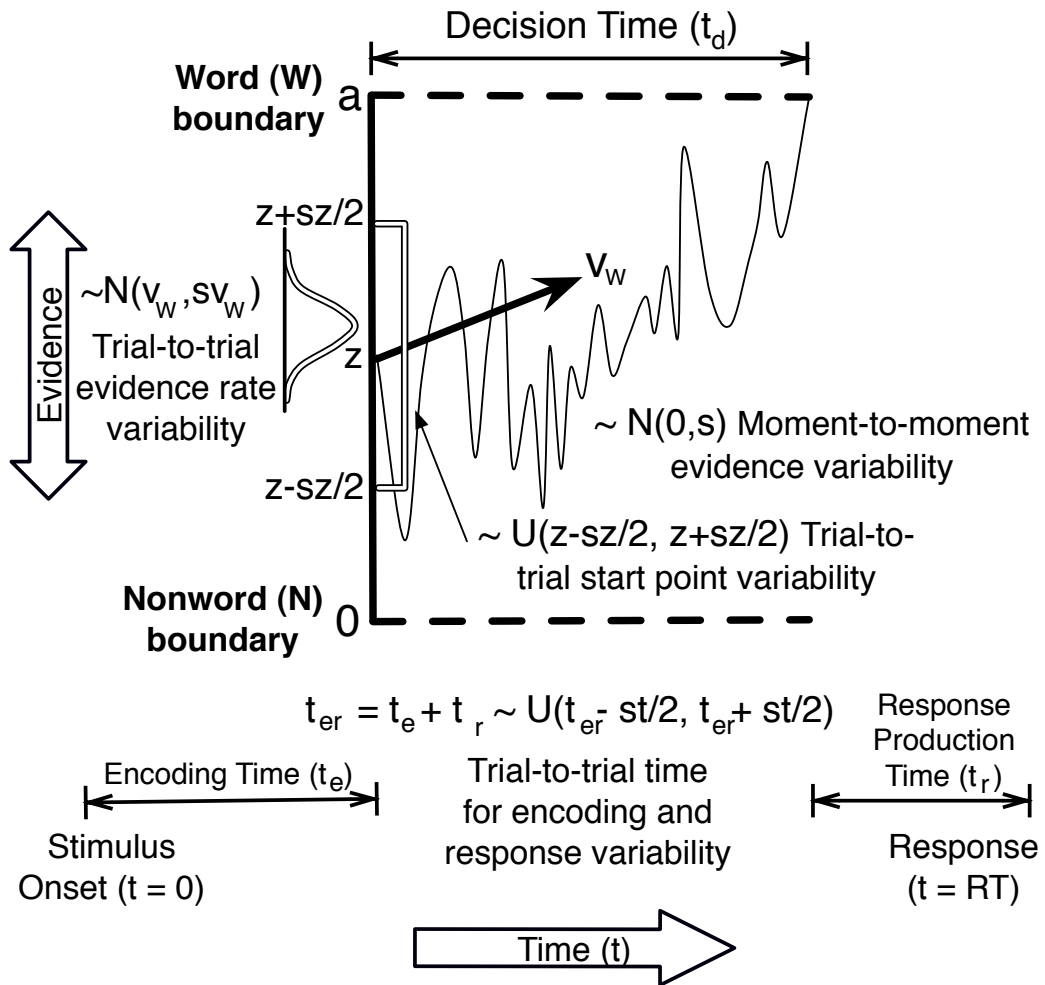 Decision Time (t_d)
Word (W)
boundary
a
z+sz/2
Evidence
~N(v_w,sv_w)
Trial-to-trial
evidence rate
variability
z
v_w
~ N(0,s) Moment-to-moment
evidence variability
z-sz/2
~ U(z-sz/2, z+sz/2) Trial-to-
trial start point variability
Nonword (N)
boundary
0
t_er = t_e + t_r ~ U(t_er- st/2, t_er+ st/2)
Response
Production
Time (t_r)
Encoding Time (t_e)
Trial-to-trial time
for encoding and
response variability
Stimulus
Onset (t = 0)
Response
(t = RT)
Time (t)